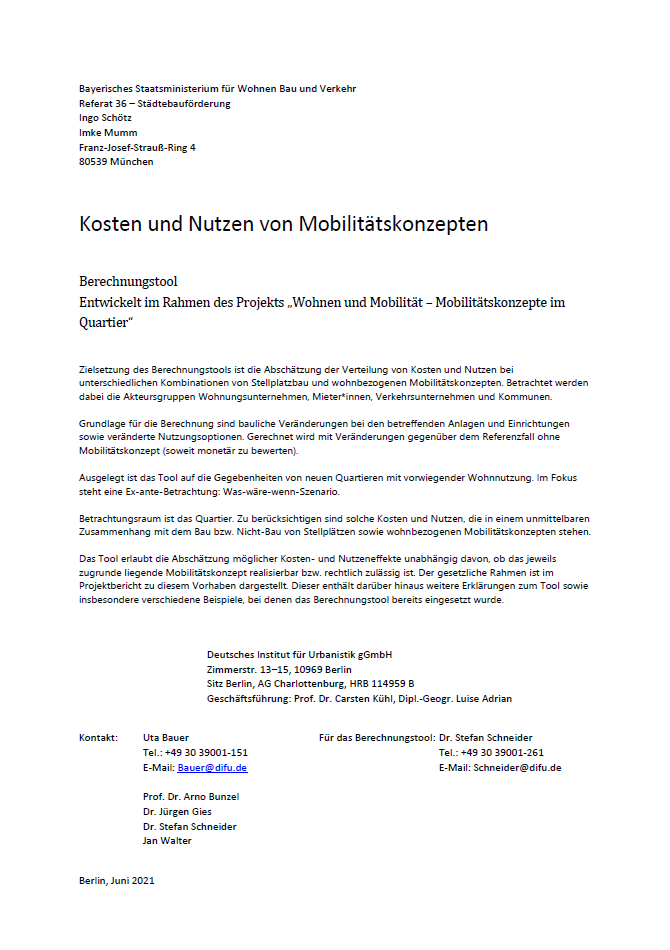 Bayerisches Staatsministerium für Wohnen Bau und Verkehr
Referat 36 – Städtebauförderung
Ingo Schötz
Imke Mumm
Franz-Josef-Strauß-Ring 4
80539 München
Kosten und Nutzen von Mobilitätskonzepten
Berechnungstool
Entwickelt im Rahmen des Projekts „Wohnen und Mobilität – Mobilitätskonzepte im
Quartier“
Zielsetzung des Berechnungstools ist die Abschätzung der Verteilung von Kosten und Nutzen bei
unterschiedlichen Kombinationen von Stellplatzbau und wohnbezogenen Mobilitätskonzepten. Betrachtet werden
dabei die Akteursgruppen Wohnungsunternehmen, Mieter*innen, Verkehrsunternehmen und Kommunen.
Grundlage für die Berechnung sind bauliche Veränderungen bei den betreffenden Anlagen und Einrichtungen
sowie veränderte Nutzungsoptionen. Gerechnet wird mit Veränderungen gegenüber dem Referenzfall ohne
Mobilitätskonzept (soweit monetär zu bewerten).
Ausgelegt ist das Tool auf die Gegebenheiten von neuen Quartieren mit vorwiegender Wohnnutzung. Im Fokus
steht eine Ex-ante-Betrachtung: Was-wäre-wenn-Szenario.
Betrachtungsraum ist das Quartier. Zu berücksichtigen sind solche Kosten und Nutzen, die in einem unmittelbaren
Zusammenhang mit dem Bau bzw. Nicht-Bau von Stellplätzen sowie wohnbezogenen Mobilitätskonzepten stehen.
Das Tool erlaubt die Abschätzung möglicher Kosten- und Nutzeneffekte unabhängig davon, ob das jeweils
zugrunde liegende Mobilitätskonzept realisierbar bzw. rechtlich zulässig ist. Der gesetzliche Rahmen ist im
Projektbericht zu diesem Vorhaben dargestellt. Dieser enthält darüber hinaus weitere Erklärungen zum Tool sowie
insbesondere verschiedene Beispiele, bei denen das Berechnungstool bereits eingesetzt wurde.
Deutsches Institut für Urbanistik gGmbH
Zimmerstr. 13–15, 10969 Berlin
Sitz Berlin, AG Charlottenburg, HRB 114959 B
Geschäftsführung: Prof. Dr. Carsten Kühl, Dipl.-Geogr. Luise Adrian
Kontakt: Uta Bauer Für das Berechnungstool: Dr. Stefan Schneider
Tel.: +49 30 39001-151 Tel.: +49 30 39001-261
E-Mail: Bauer@difu.de E-Mail: Schneider@difu.de
Prof. Dr. Arno Bunzel
Dr. Jürgen Gies
Dr. Stefan Schneider
Jan Walter
Berlin, Juni 2021